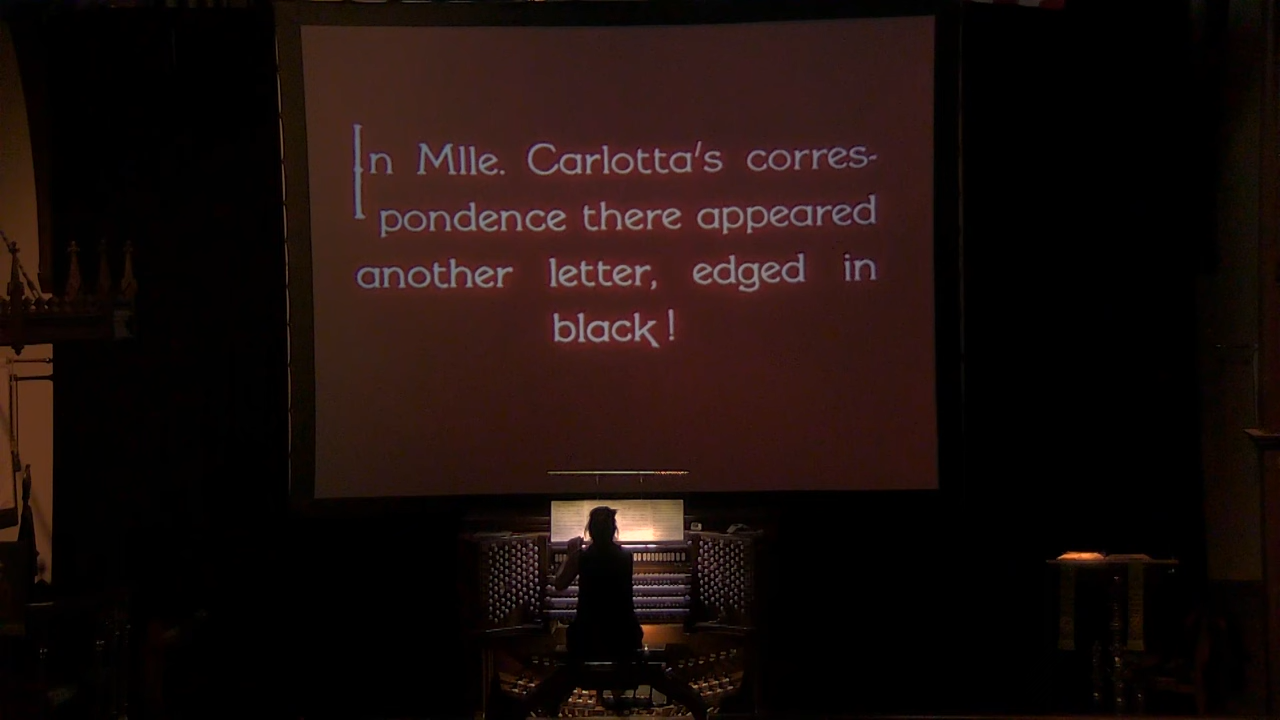 In Mlle. Carlotta's corres-
pondence there appeared
another letter, edged in
black!